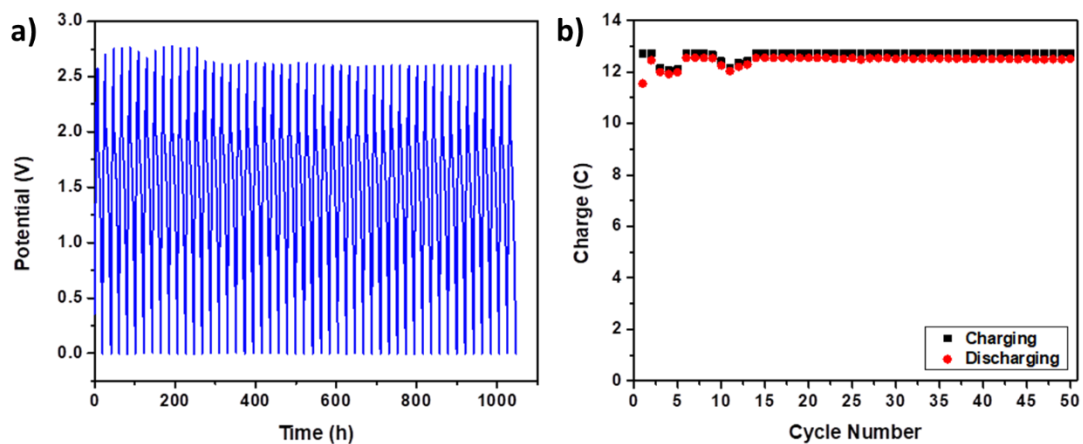 a)
3.0
2.5
2.0
1.5
1.0
0.5
0.0
Potential (V)
0 200 400 600 800 1000
Time (h)
b)
14
12
10
8
6
4
2
0
Charge (C)
Charging
Discharging
0 5 10 15 20 25 30 35 40 45 50
Cycle Number